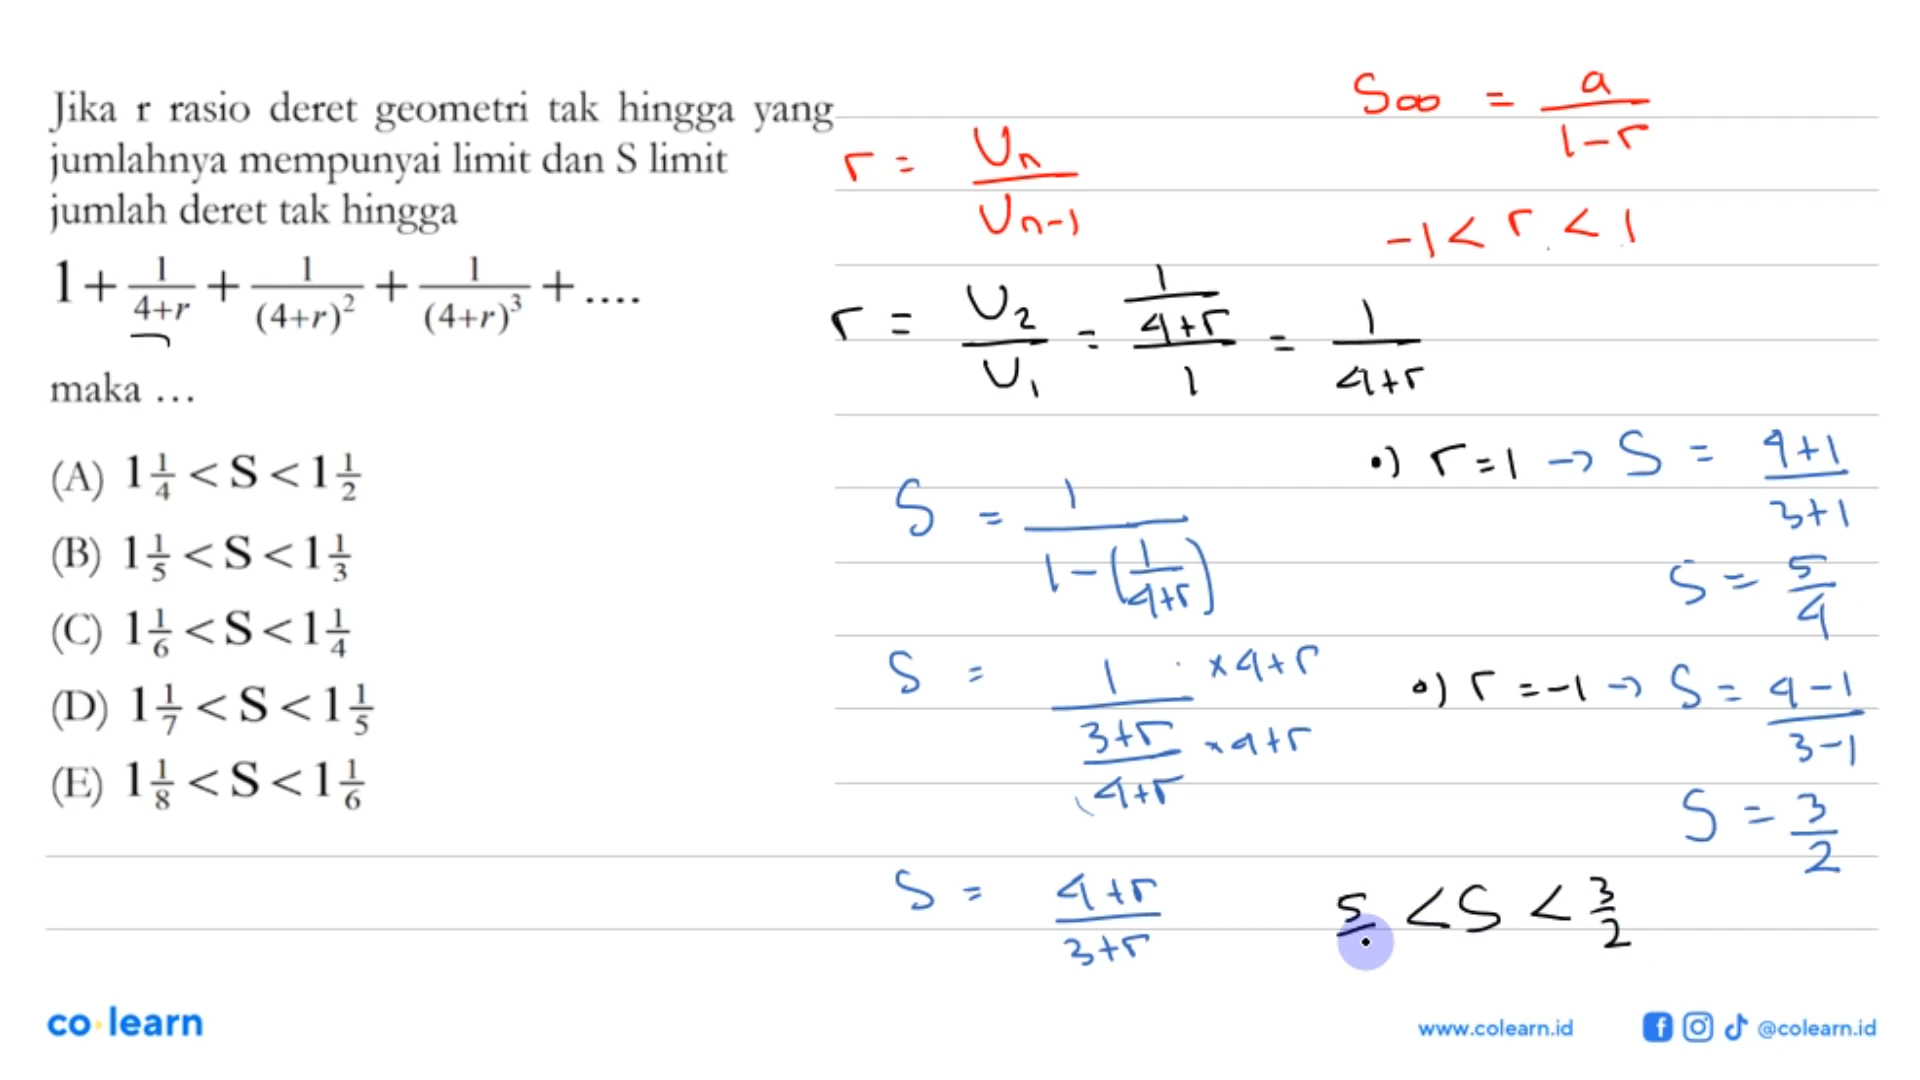 Jika r rasio deret geometri tak hingga yang
jumlahnya mempunyai limit dan S limit
jumlah deret tak hingga
1 + 1/(4+r) + 1/(4+r)² + 1/(4+r)³ + ....
maka ...
(A) 1 1/4 < S < 1 1/2
(B) 1 1/5 < S < 1 1/3
(C) 1 1/6 < S < 1 1/4
(D) 1 1/7 < S < 1 1/5
(E) 1 1/8 < S < 1 1/6
S∞ = a/(1-r)
r = Un/Un-1
-1 < r < 1
r = U2/U1 = (1/(4+r))/1 = 1/(4+r)
S = 1/(1-(1/(4+r)))
S = 1/((3+r)/(4+r)) ×4+r ×4+r
S = (4+r)/(3+r)
•) r=1 → S = (4+1)/(3+1)
S = 5/4
•) r=-1 → S = (4-1)/(3-1)
S = 3/2
5/ < S < 3/2
co learn
www.colearn.id
@colearn.id